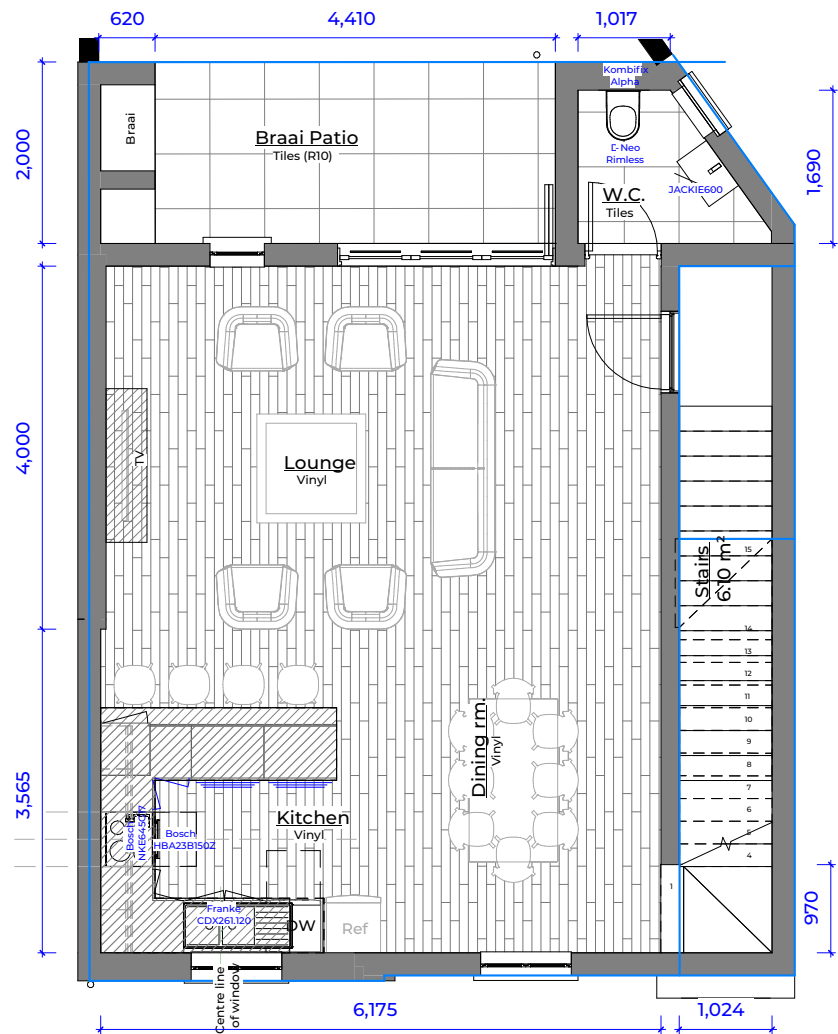 620
4,410
1,017
Kombifix
Alpha
Braai
Braai Patio
Tiles (R10)
2,000
Neo
Rimless
JACKIE600
1,690
W.C.
Tiles
4,000
TV
Lounge
Vinyl
Stairs
6.10 m²
15
14
13
12
11
10
9
8
7
6
5
4
1
Dining rm.
Vinyl
3,565
Kitchen
Vinyl
Bosch
Bosch
HBA23B150Z
Franke
CDX261.120
DW
Ref
970
Centre line
of window
6,175
1,024